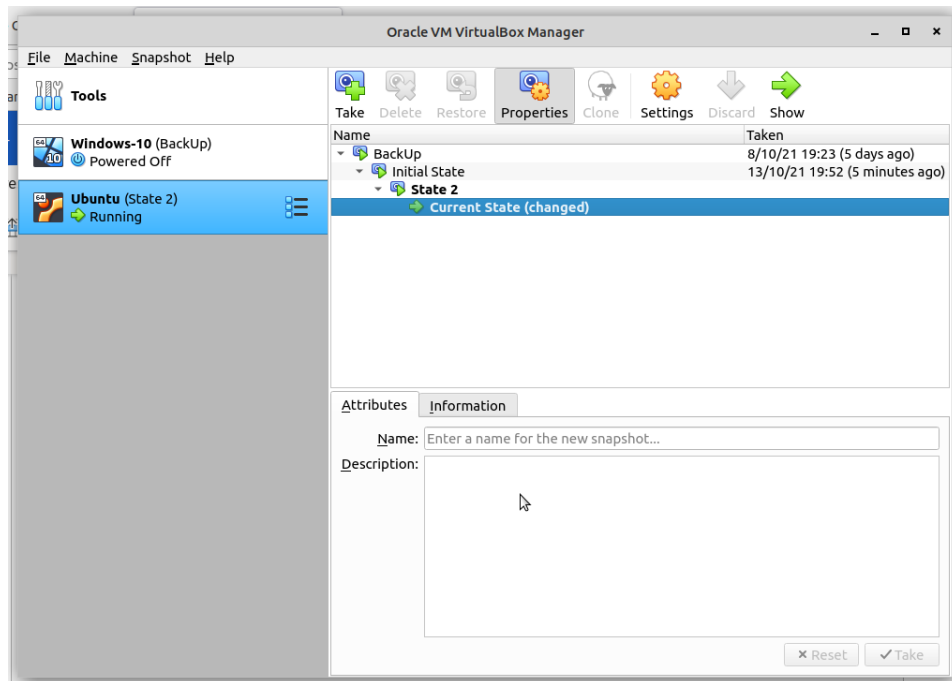 Oracle VM VirtualBox Manager
File Machine Snapshot Help
Tools
Take Delete Restore Properties Clone Settings Discard Show
Name Taken
64
10
Windows-10 (BackUp)
Powered Off
64
Ubuntu (State 2)
Running
BackUp 8/10/21 19:23 (5 days ago)
Initial State 13/10/21 19:52 (5 minutes ago)
State 2
Current State (changed)
Attributes Information
Name: Enter a name for the new snapshot...
Description:
Reset Take